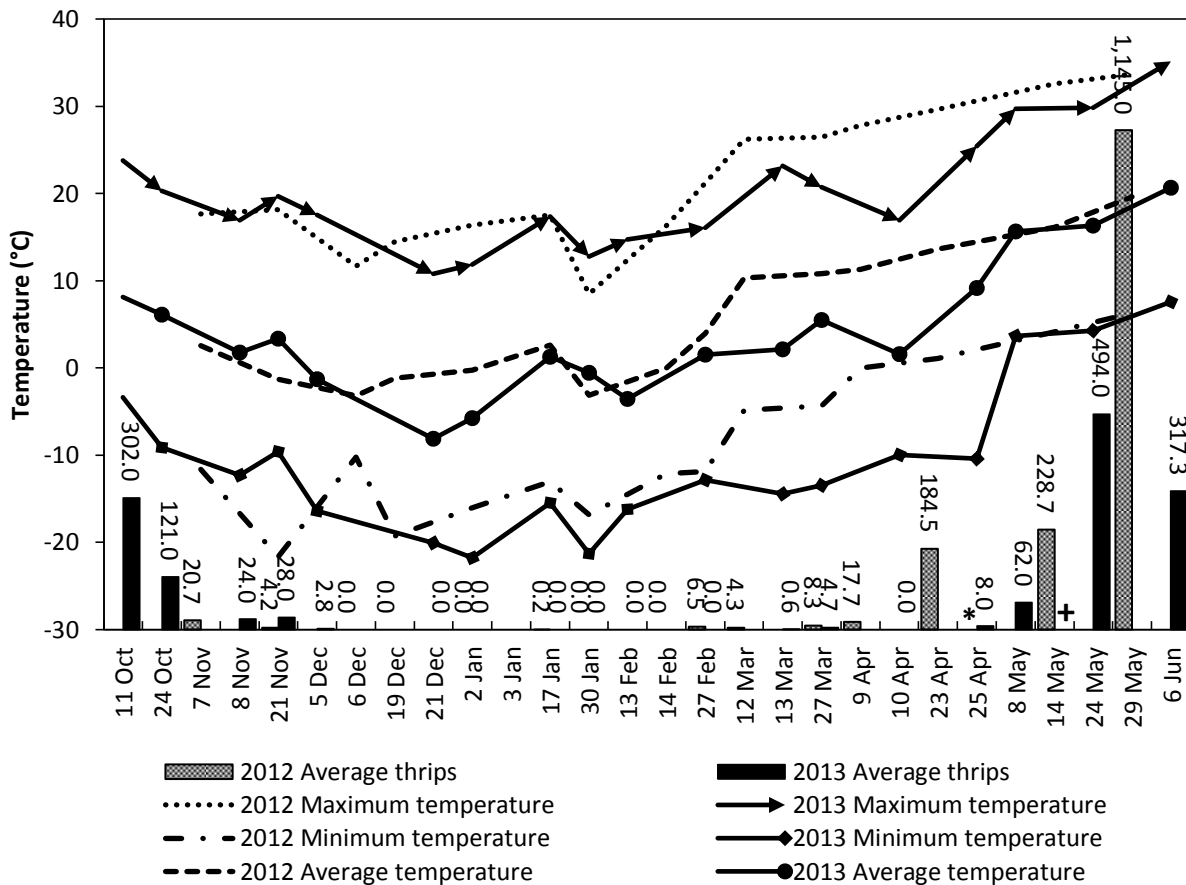 40
30
20
10
0
-10
-20
-30
Temperature (°C)
302.0
121.0
20.7
24.0
4.2
28.0
2.8
0.0
0.0
0.0
0.0
0.0
0.2
0.0
0.0
0.0
0.0
0.0
6.5
0.0
4.3
0.6
8.3
4.7
17.7
0.0
184.5
*
8.0
62.0
228.7
+
494.0
1,145.0
317.3
11 Oct
24 Oct
7 Nov
8 Nov
21 Nov
5 Dec
6 Dec
19 Dec
21 Dec
2 Jan
3 Jan
17 Jan
30 Jan
13 Feb
14 Feb
27 Feb
12 Mar
13 Mar
27 Mar
9 Apr
10 Apr
23 Apr
25 Apr
8 May
14 May
24 May
29 May
6 Jun
2012 Average thrips
2013 Average thrips
2012 Maximum temperature
2013 Maximum temperature
2012 Minimum temperature
2013 Minimum temperature
2012 Average temperature
2013 Average temperature